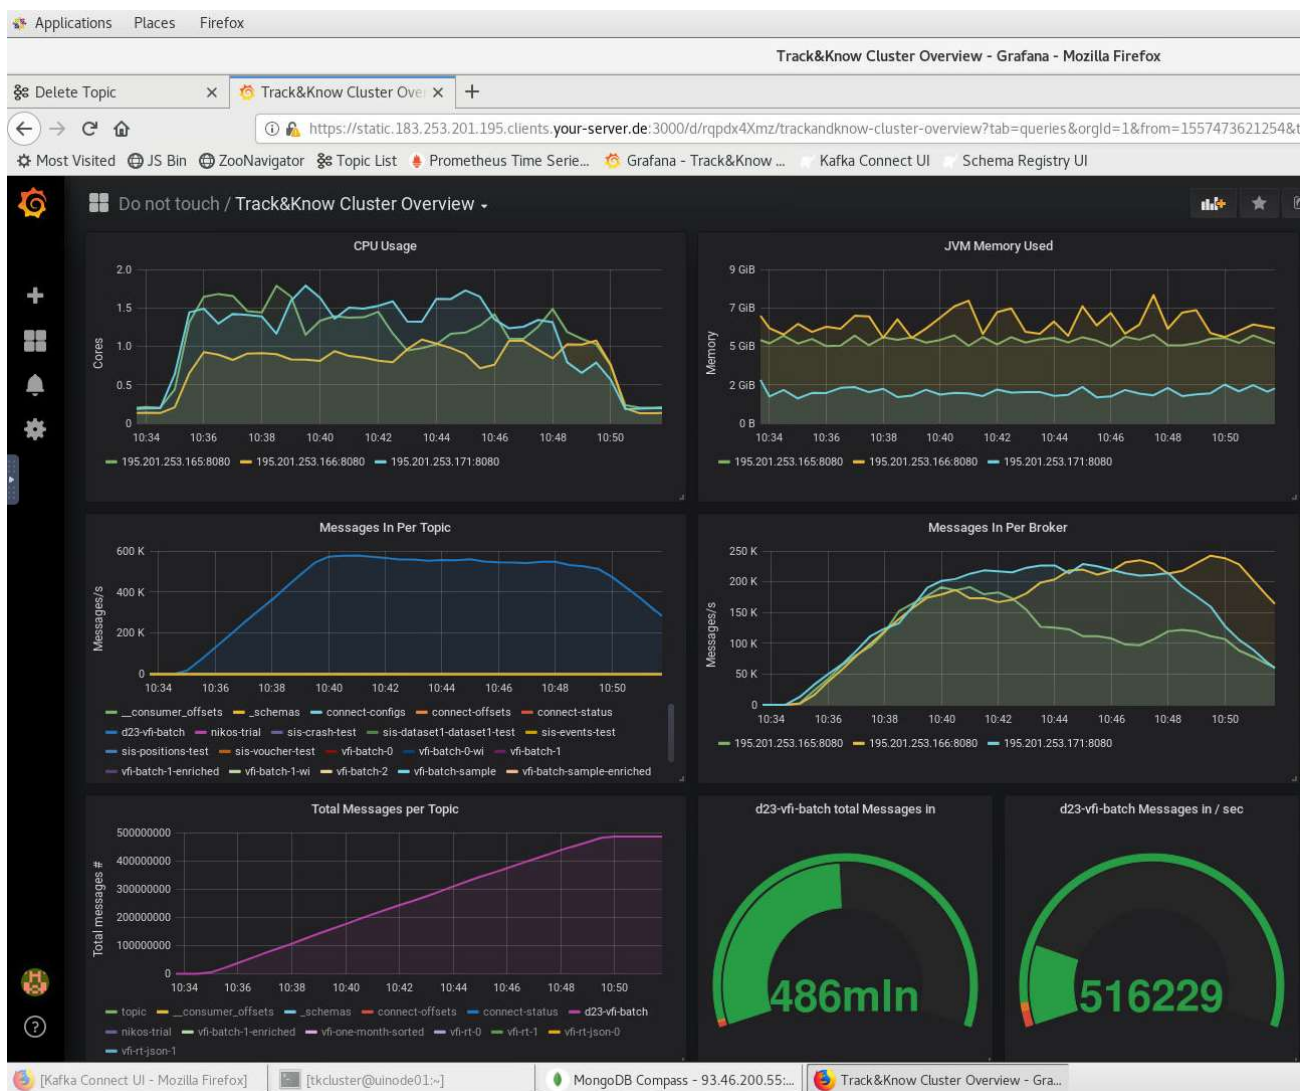 Applications Places Firefox
Track&Know Cluster Overview - Grafana - Mozilla Firefox
Delete Topic × Track&Know Cluster Over × +
https://static.183.253.201.195.clients.your-server.de:3000/d/rqpdx4Xmz/trackandknow-cluster-overview?tab=queries&orgId=1&from=1557473621254&t
Most Visited JS Bin ZooNavigator Topic List Prometheus Time Serie... Grafana - Track&Know ... Kafka Connect UI Schema Registry UI
Do not touch / Track&Know Cluster Overview
CPU Usage
2.0
1.5
1.0
0.5
0
Cores
10:34 10:36 10:38 10:40 10:42 10:44 10:46 10:48 10:50
195.201.253.165:8080 195.201.253.166:8080 195.201.253.171:8080
JVM Memory Used
9 GiB
7 GiB
5 GiB
2 GiB
0 B
Memory
10:34 10:36 10:38 10:40 10:42 10:44 10:46 10:48 10:50
195.201.253.165:8080 195.201.253.166:8080 195.201.253.171:8080
Messages In Per Topic
600 K
400 K
200 K
0
Messages/s
10:34 10:36 10:38 10:40 10:42 10:44 10:46 10:48 10:50
__consumer_offsets _schemas connect-configs connect-offsets connect-status
d23-vfi-batch nikos-trial sis-crash-test sis-dataset1-dataset1-test sis-events-test
sis-positions-test sis-voucher-test vfi-batch-0 vfi-batch-0-wi vfi-batch-1
vfi-batch-1-enriched vfi-batch-1-wi vfi-batch-2 vfi-batch-sample vfi-batch-sample-enriched
Messages In Per Broker
250 K
200 K
150 K
100 K
50 K
0
Messages/s
10:34 10:36 10:38 10:40 10:42 10:44 10:46 10:48 10:50
195.201.253.165:8080 195.201.253.166:8080 195.201.253.171:8080
Total Messages per Topic
500000000
400000000
300000000
200000000
100000000
0
Total messages #
10:34 10:36 10:38 10:40 10:42 10:44 10:46 10:48 10:50
topic __consumer_offsets _schemas connect-offsets connect-status d23-vfi-batch
nikos-trial vfi-batch-1-enriched vfi-one-month-sorted vfi-rt-0 vfi-rt-1 vfi-rt-json-0
vfi-rt-json-1
d23-vfi-batch total Messages in
486mln
d23-vfi-batch Messages in / sec
516229
[Kafka Connect UI - Mozilla Firefox] [tkcluster@uinode01:~] MongoDB Compass - 93.46.200.55:... Track&Know Cluster Overview - Gra...